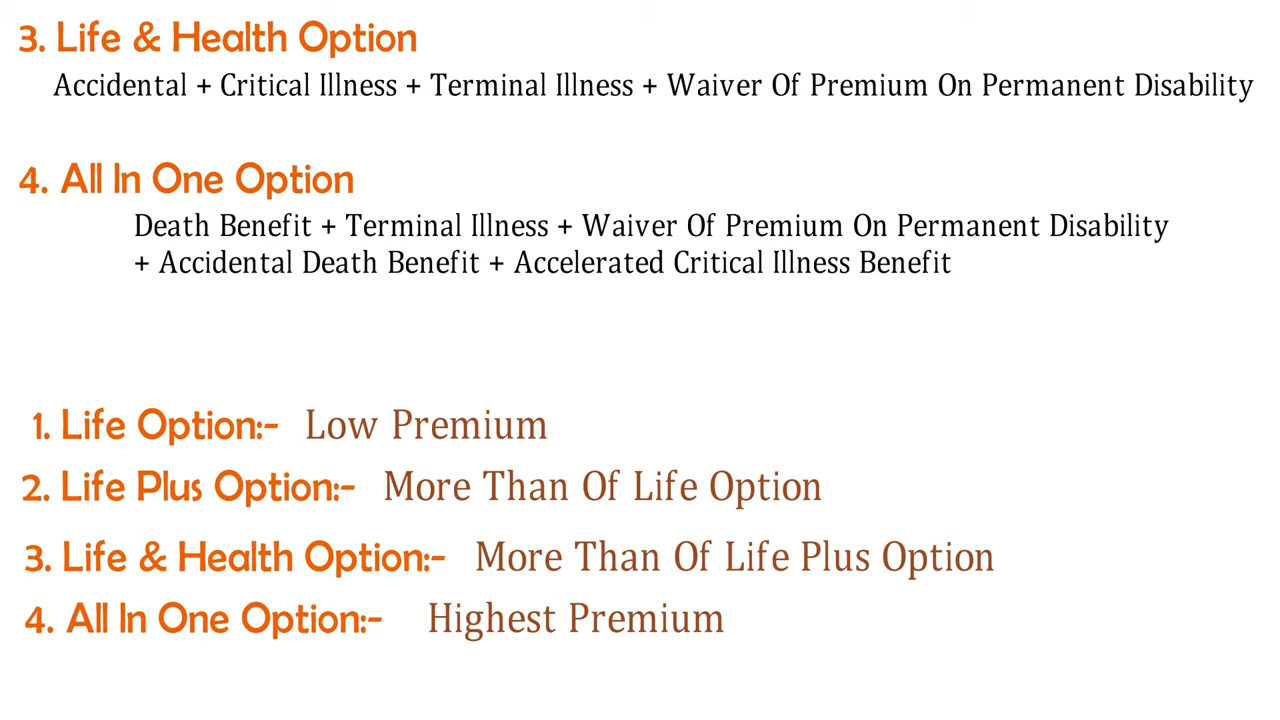 3. Life & Health Option
Accidental + Critical Illness + Terminal Illness + Waiver Of Premium On Permanent Disability
4. All In One Option
Death Benefit + Terminal Illness + Waiver Of Premium On Permanent Disability
+ Accidental Death Benefit + Accelerated Critical Illness Benefit
1. Life Option:- Low Premium
2. Life Plus Option:- More Than Of Life Option
3. Life & Health Option:- More Than Of Life Plus Option
4. All In One Option:- Highest Premium